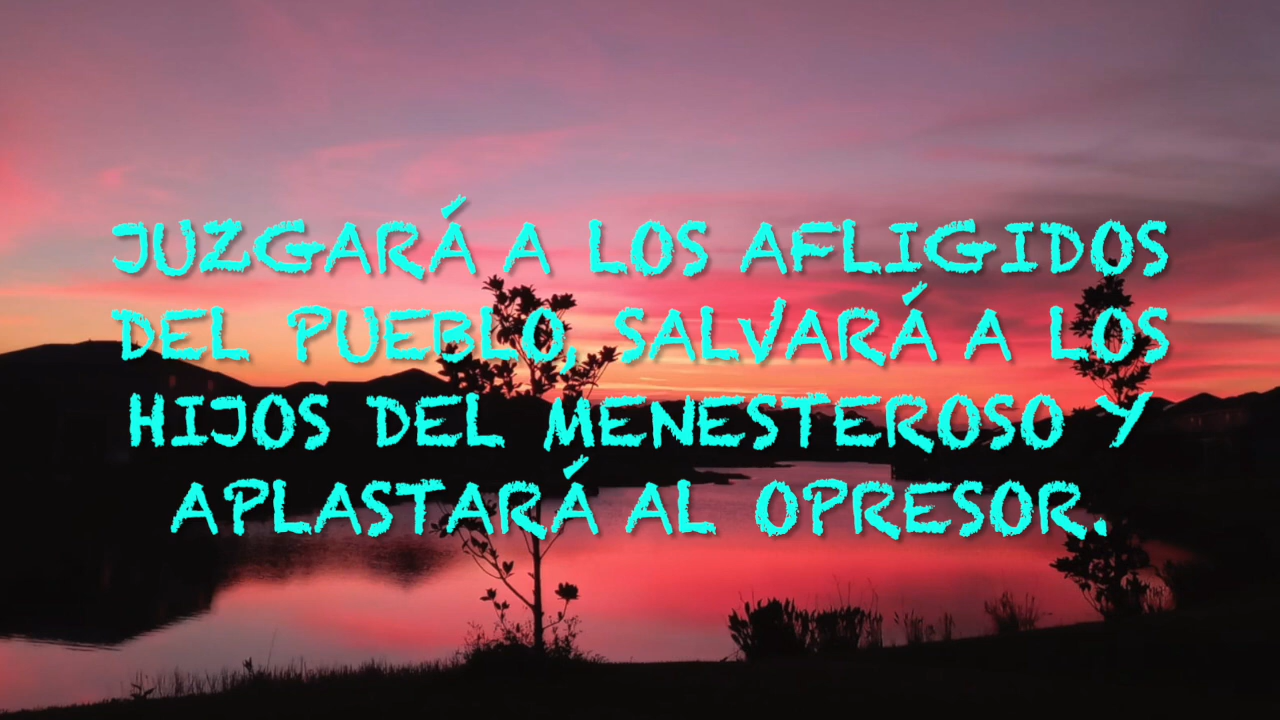 JUZGARÁ A LOS AFLIGIDOS
DEL PUEBLO, SALVARÁ A LOS
HIJOS DEL MENESTEROSO Y
APLASTARÁ AL OPRESOR.